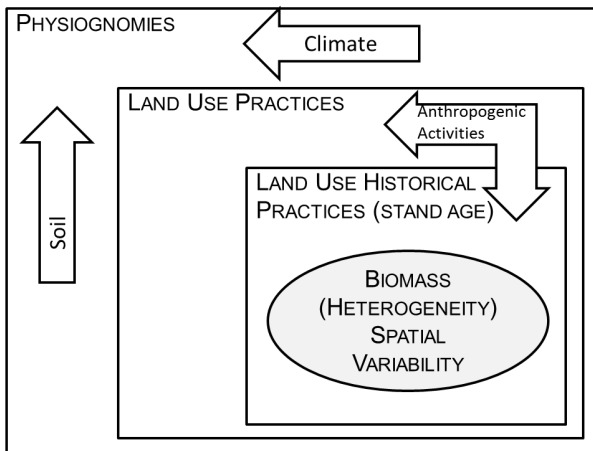 PHYSIOGNOMIES
Climate
LAND USE PRACTICES
Anthropogenic
Activities
LAND USE HISTORICAL
PRACTICES (STAND AGE)
Soil
BIOMASS
(HETEROGENEITY)
SPATIAL
VARIABILITY